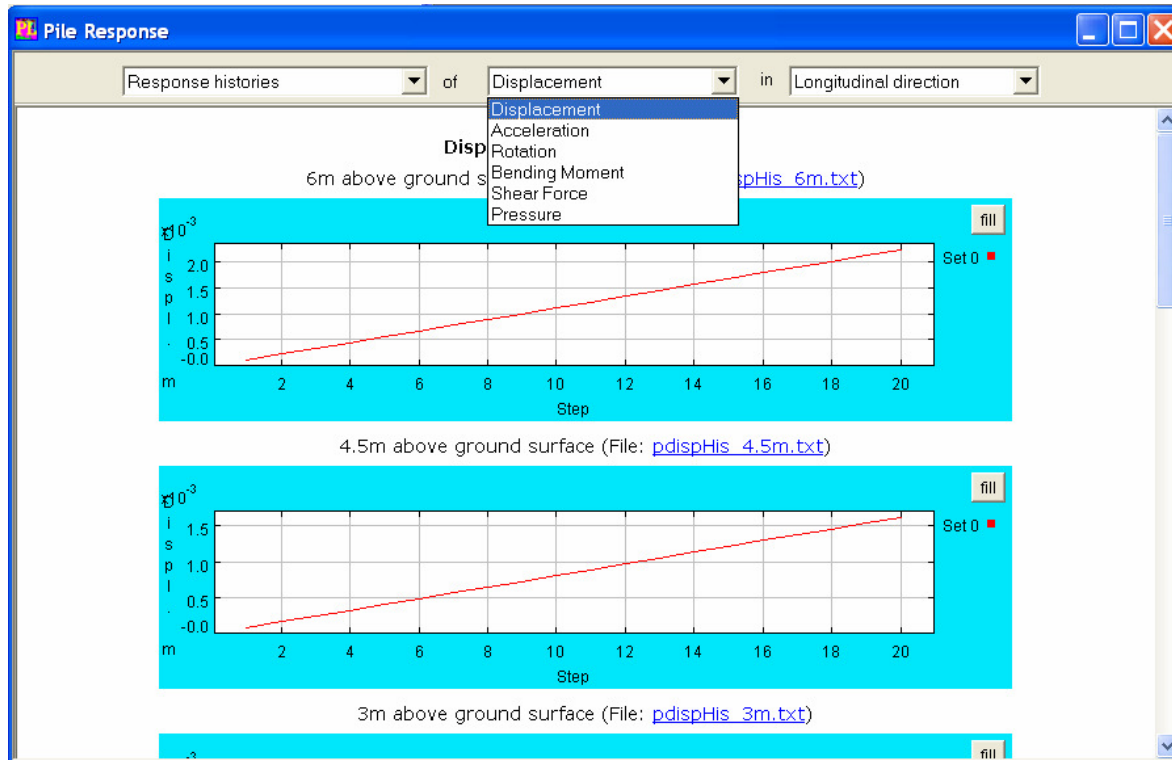 PL Pile Response
Response histories of Displacement in Longitudinal direction
Displacement
Acceleration
Rotation
Bending Moment
Shear Force
Pressure
Disp
6m above ground s spHis_6m.txt)
fill
x10-3
Displ. m
2.0
1.5
1.0
0.5
-0.0
Set 0
2 4 6 8 10 12 14 16 18 20
Step
4.5m above ground surface (File: pdispHis_4.5m.txt)
fill
x10-3
Displ. m
1.5
1.0
0.5
-0.0
Set 0
2 4 6 8 10 12 14 16 18 20
Step
3m above ground surface (File: pdispHis_3m.txt)
-3
fill